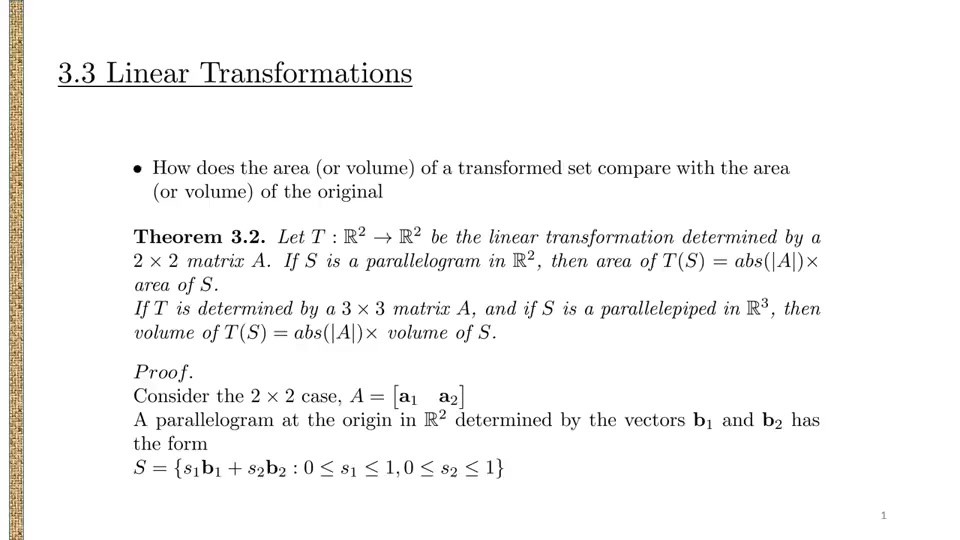 3.3 Linear Transformations
• How does the area (or volume) of a transformed set compare with the area
(or volume) of the original
Theorem 3.2. Let T : ℝ² → ℝ² be the linear transformation determined by a
2 × 2 matrix A. If S is a parallelogram in ℝ², then area of T(S) = abs(|A|)×
area of S.
If T is determined by a 3 × 3 matrix A, and if S is a parallelepiped in ℝ³, then
volume of T(S) = abs(|A|)× volume of S.
Proof.
Consider the 2 × 2 case, A = [a₁ a₂]
A parallelogram at the origin in ℝ² determined by the vectors b₁ and b₂ has
the form
S = {s₁b₁ + s₂b₂ : 0 ≤ s₁ ≤ 1, 0 ≤ s₂ ≤ 1}
1